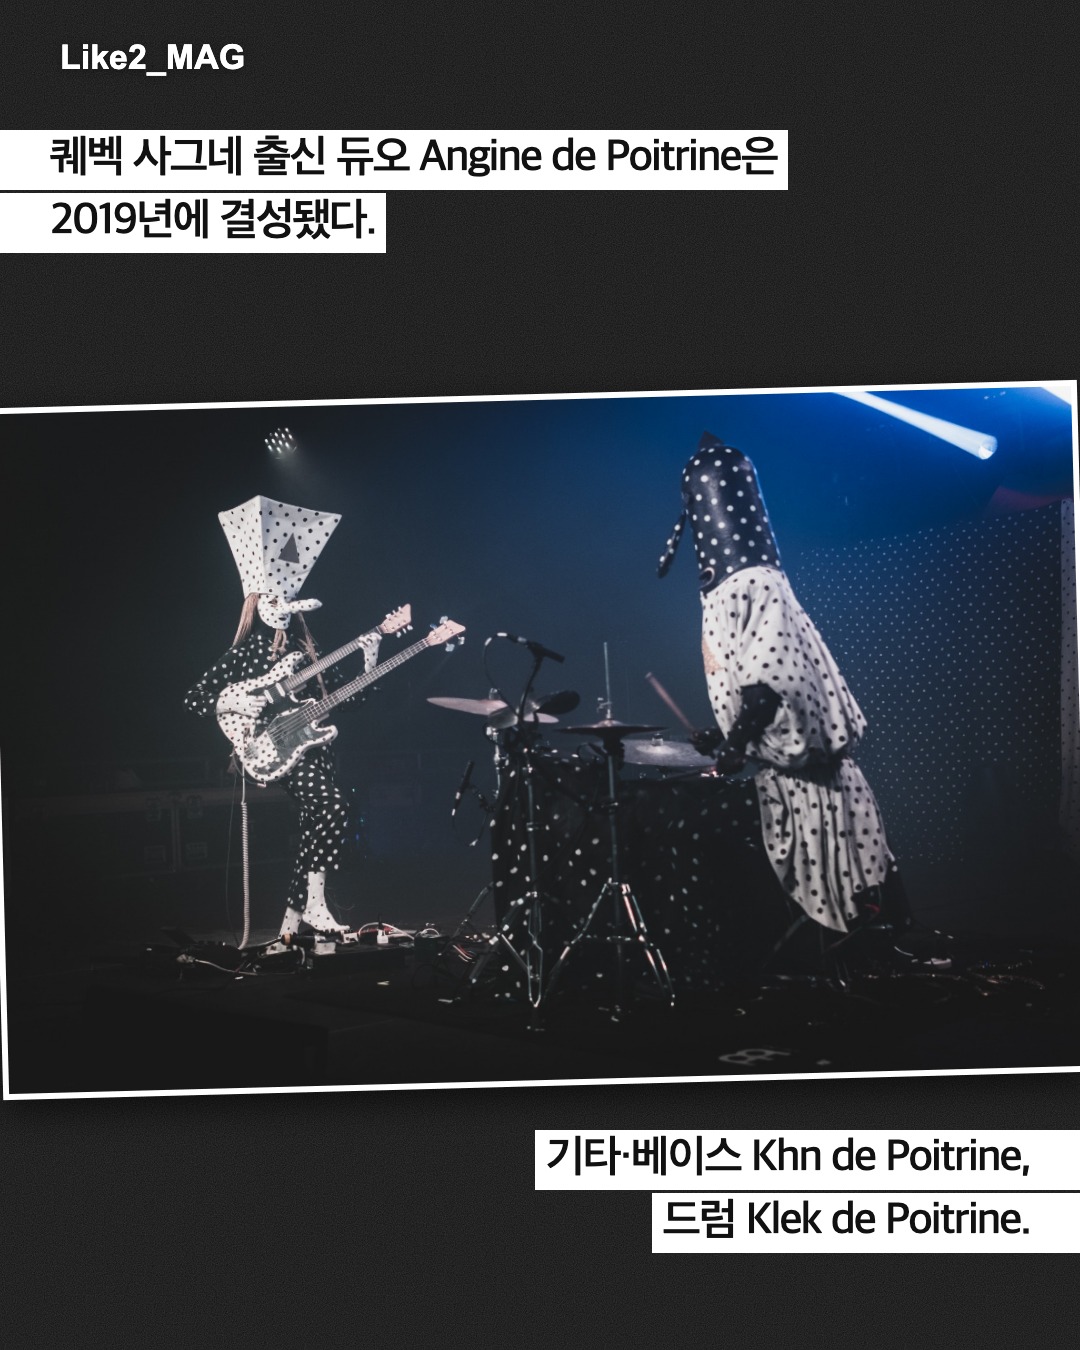 Like2_MAG
퀘벡 사그네 출신 듀오 Angine de Poitrine은
2019년에 결성됐다.
기타·베이스 Khn de Poitrine,
드럼 Klek de Poitrine.